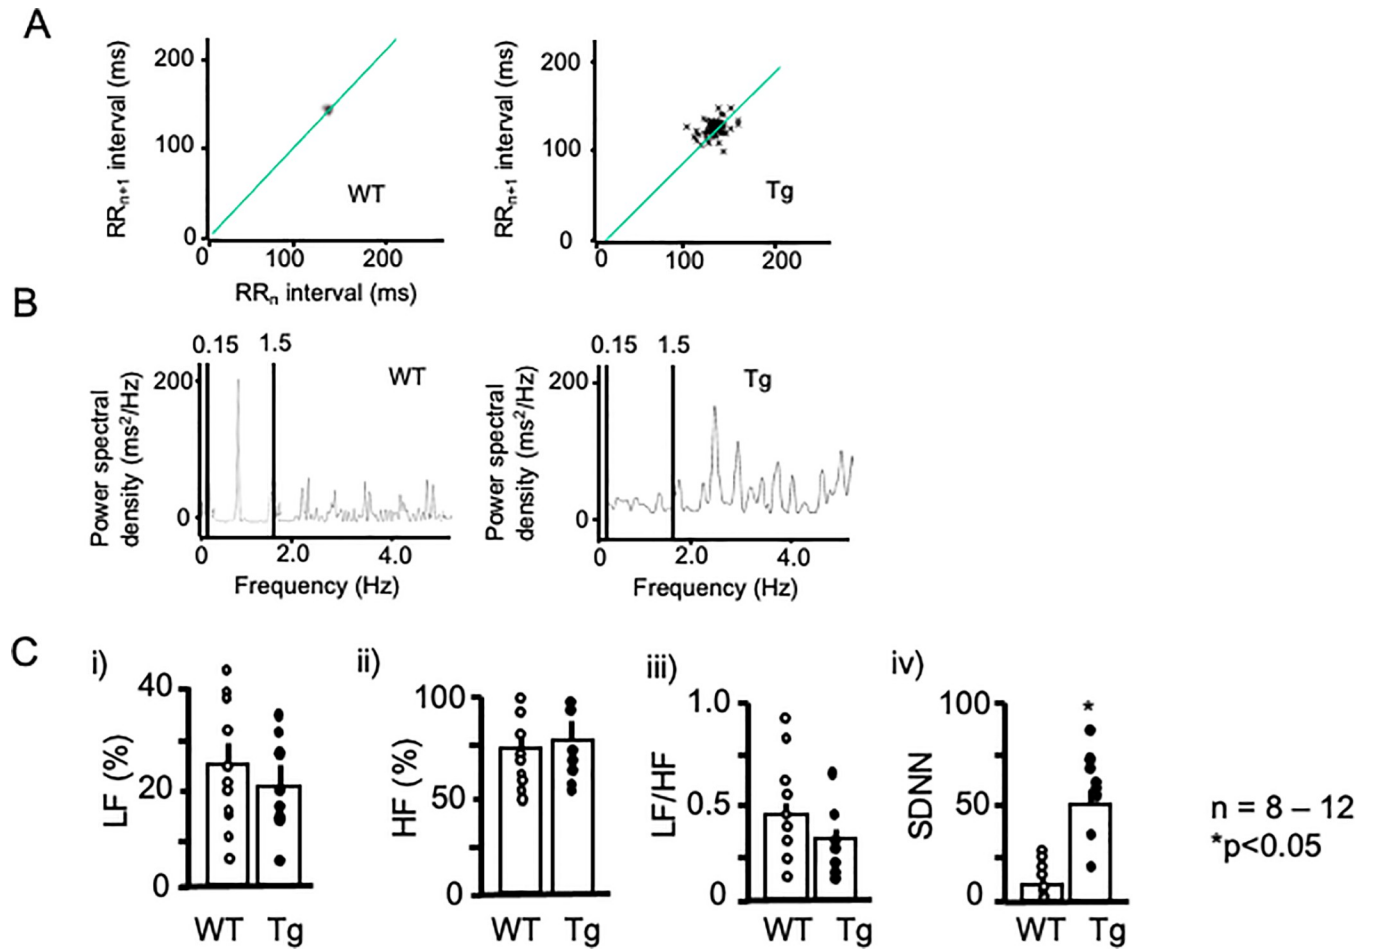 A
RRn+1 interval (ms)
200
100
0
WT
0 100 200
RRn interval (ms)
RRn+1 interval (ms)
200
100
0
Tg
0 100 200
B
0.15 1.5
Power spectral
density (ms2/Hz)
200
0
WT
0 2.0 4.0
Frequency (Hz)
0.15 1.5
Power spectral
density (ms2/Hz)
200
0
Tg
0 2.0 4.0
Frequency (Hz)
C
i)
LF (%)
40
20
0
WT Tg
ii)
HF (%)
100
50
0
WT Tg
iii)
LF/HF
1.0
0.5
0
WT Tg
iv)
SDNN
100
50
0
*
WT Tg
n = 8 – 12
*p<0.05